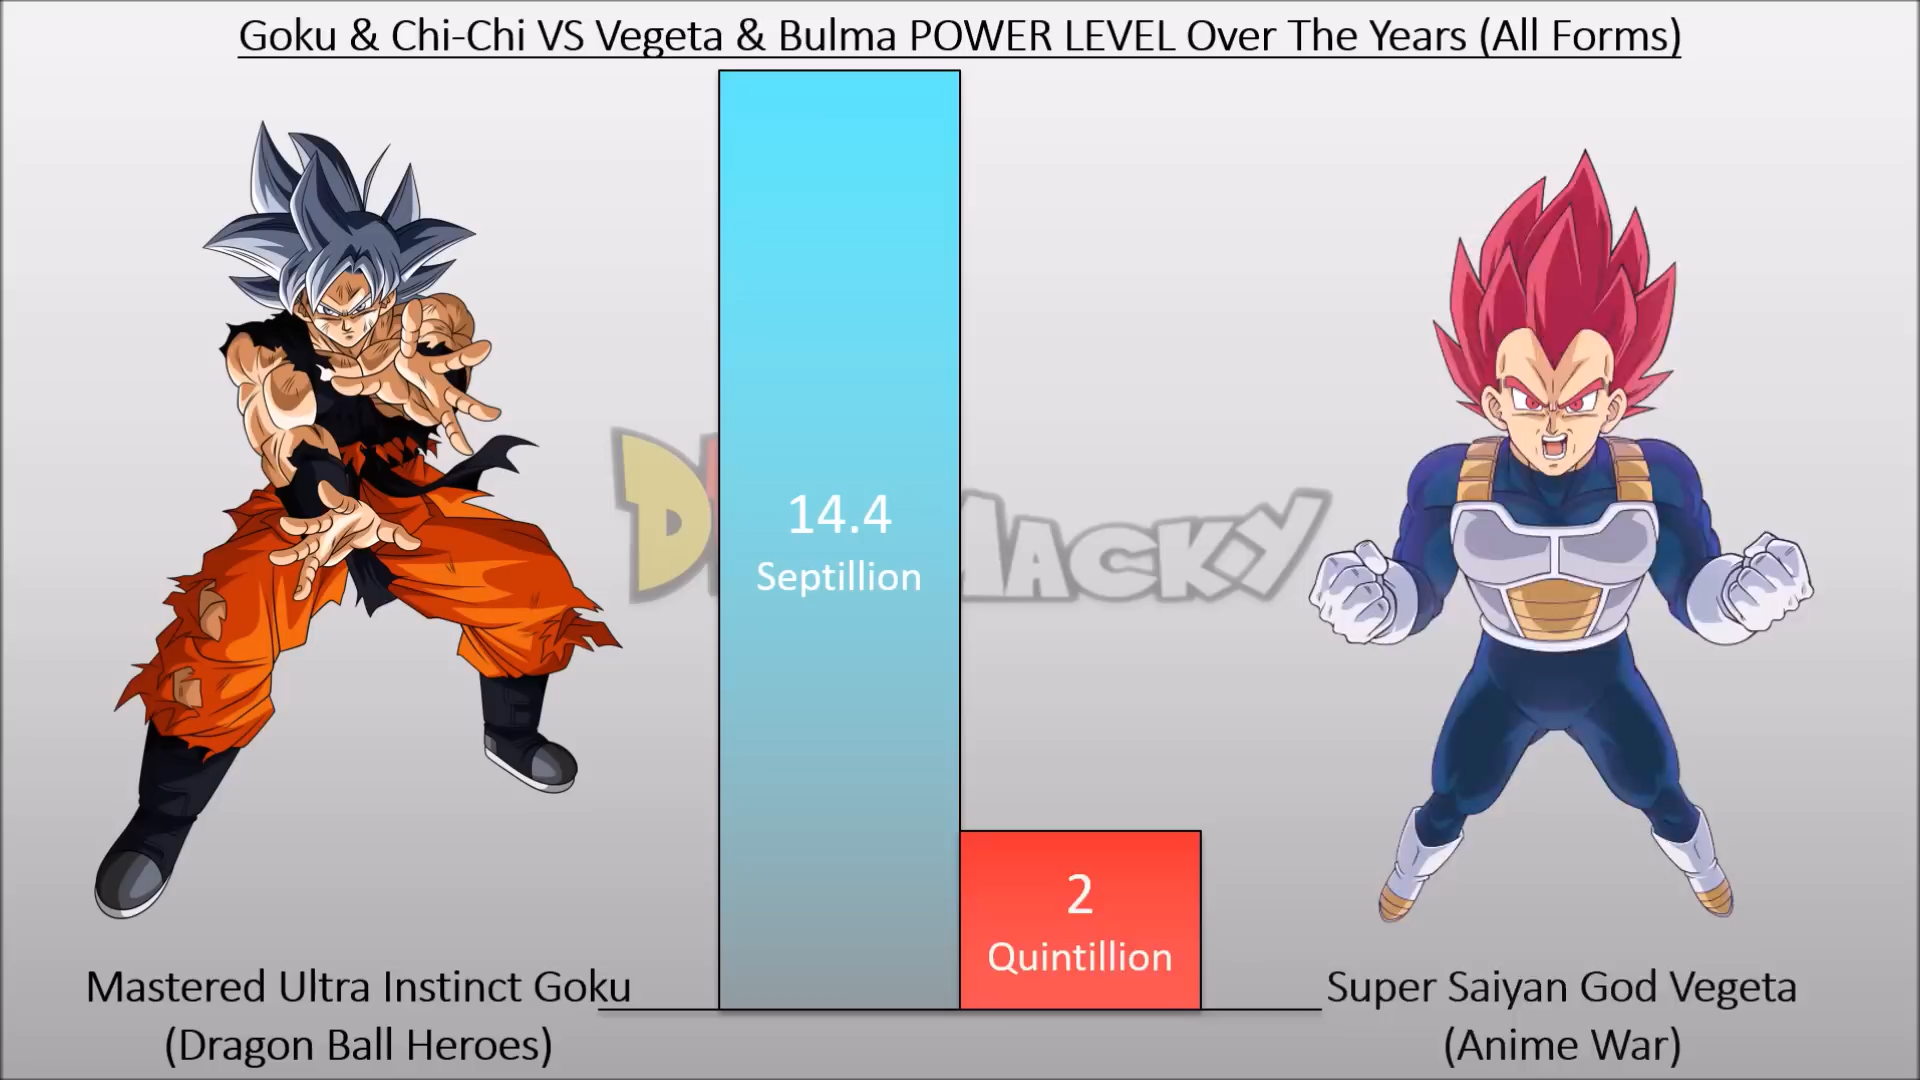 Goku & Chi-Chi VS Vegeta & Bulma POWER LEVEL Over The Years (All Forms)
14.4
Septillion
2
Quintillion
Mastered Ultra Instinct Goku
(Dragon Ball Heroes)
Super Saiyan God Vegeta
(Anime War)